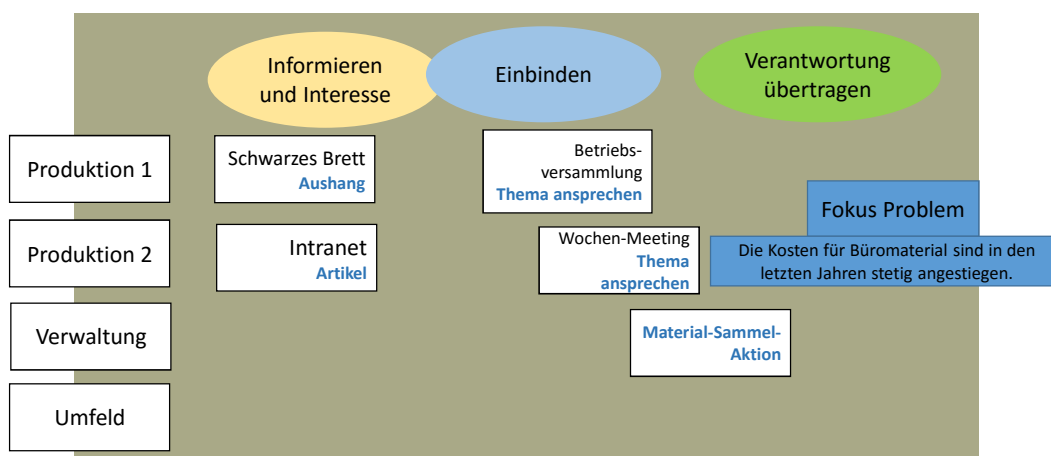 Informieren
und Interesse
Einbinden
Verantwortung
übertragen
Produktion 1
Schwarzes Brett
Aushang
Betriebs-
versammlung
Thema ansprechen
Fokus Problem
Die Kosten für Büromaterial sind in den
letzten Jahren stetig angestiegen.
Produktion 2
Intranet
Artikel
Wochen-Meeting
Thema
ansprechen
Verwaltung
Material-Sammel-
Aktion
Umfeld